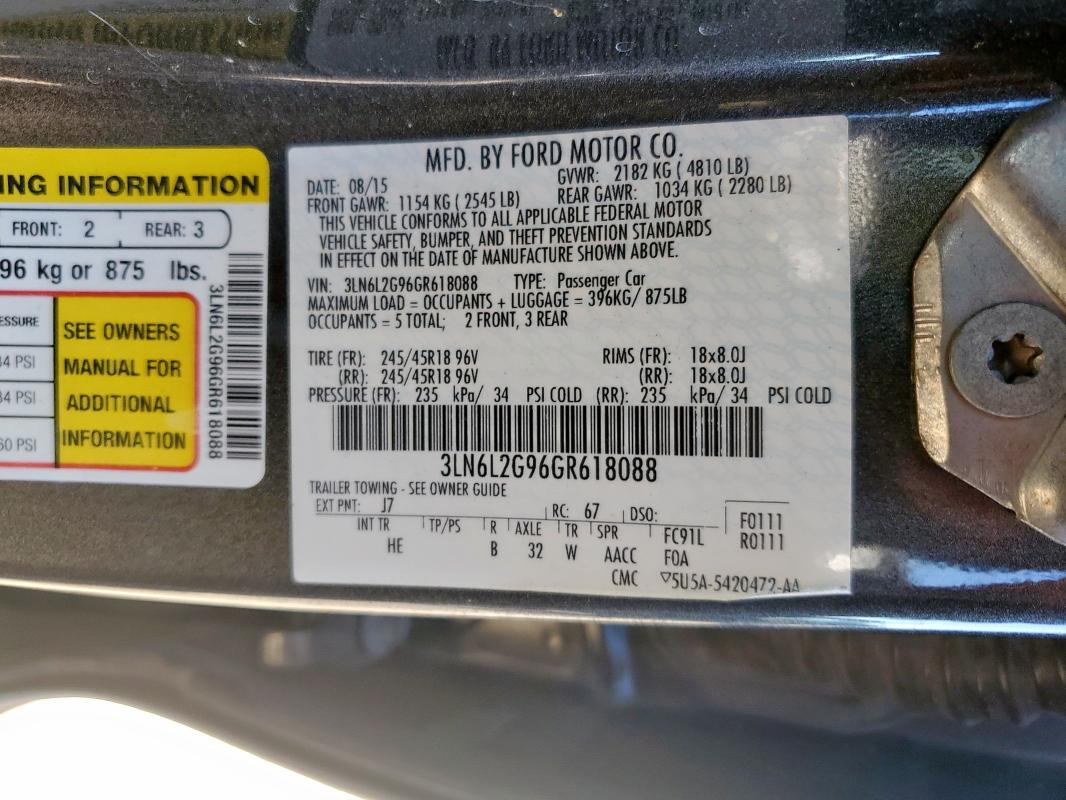 NG INFORMATION
FRONT: 2 REAR: 3
96 kg or 875 lbs.
SEE OWNERS
MANUAL FOR
ADDITIONAL
INFORMATION
34 PSI
60 PSI
3LN6L2G96GR618088
MFD. BY FORD MOTOR CO.
DATE: 08/15 GVWR: 2182 KG ( 4810 LB)
FRONT GAWR: 1154 KG ( 2545 LB) REAR GAWR: 1034 KG ( 2280 LB)
THIS VEHICLE CONFORMS TO ALL APPLICABLE FEDERAL MOTOR
VEHICLE SAFETY, BUMPER, AND THEFT PREVENTION STANDARDS
IN EFFECT ON THE DATE OF MANUFACTURE SHOWN ABOVE.
VIN: 3LN6L2G96GR618088 TYPE: Passenger Car
MAXIMUM LOAD = OCCUPANTS + LUGGAGE = 396KG/ 875LB
OCCUPANTS = 5 TOTAL; 2 FRONT, 3 REAR
TIRE (FR): 245/45R18 96V RIMS (FR): 18x8.0J
(RR): 245/45R18 96V (RR): 18x8.0J
PRESSURE (FR): 235 kPa/ 34 PSI COLD (RR): 235 kPa/ 34 PSI COLD
3LN6L2G96GR618088
TRAILER TOWING - SEE OWNER GUIDE
EXT PNT: J7 RC: 67 DSO: F0111
INT TR TP/PS R AXLE TR SPR FC91L R0111
HE B 32 W AACC F0A
CMC ▽5U5A-5420472-AA